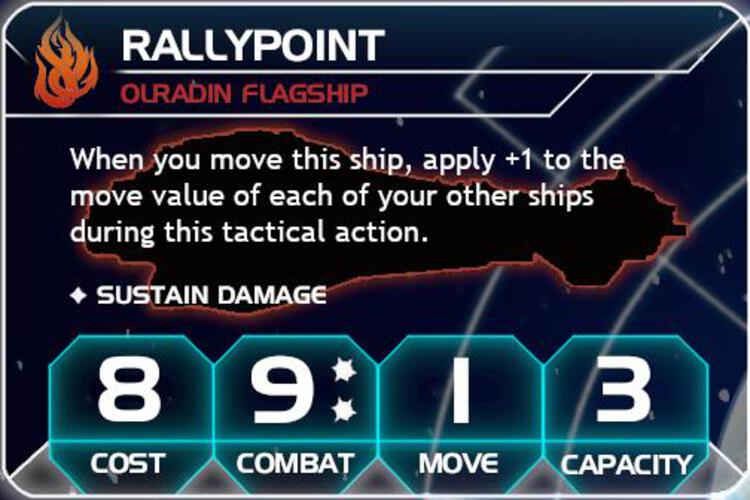 RALLYPOINT
OLRADIN FLAGSHIP
When you move this ship, apply +1 to the
move value of each of your other ships
during this tactical action.
SUSTAIN DAMAGE
8 9 1 3
COST COMBAT MOVE CAPACITY